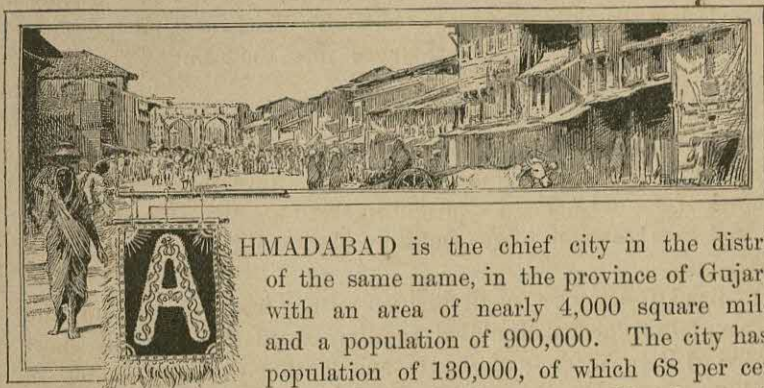 AHMADABAD is the chief city in the distr
of the same name, in the province of Gujar
with an area of nearly 4,000 square mil
and a population of 900,000. The city has
population of 130,000, of which 68 per ce